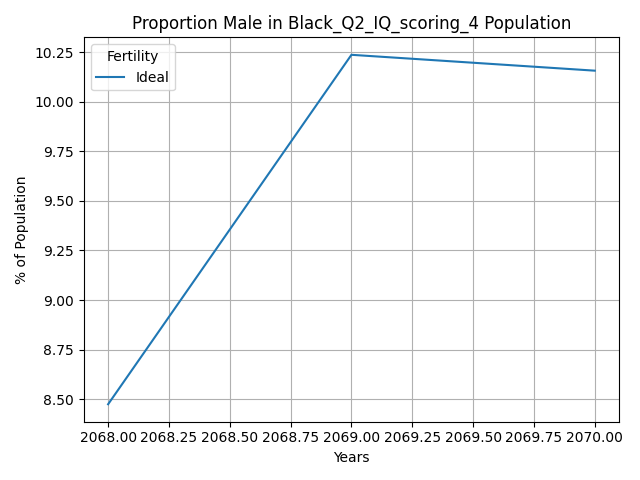 Proportion Male in Black_Q2_IQ_scoring_4 Population
Fertility
Ideal
% of Population
10.25
10.00
9.75
9.50
9.25
9.00
8.75
8.50
2068.00 2068.25 2068.50 2068.75 2069.00 2069.25 2069.50 2069.75 2070.00
Years